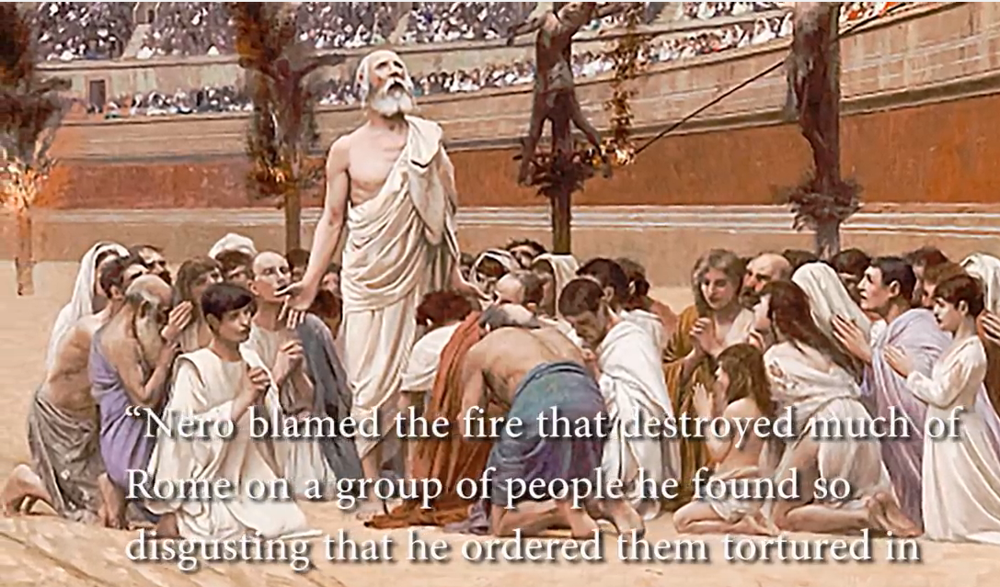 “Nero blamed the fire that destroyed much of
Rome on a group of people he found so
disgusting that he ordered them tortured in